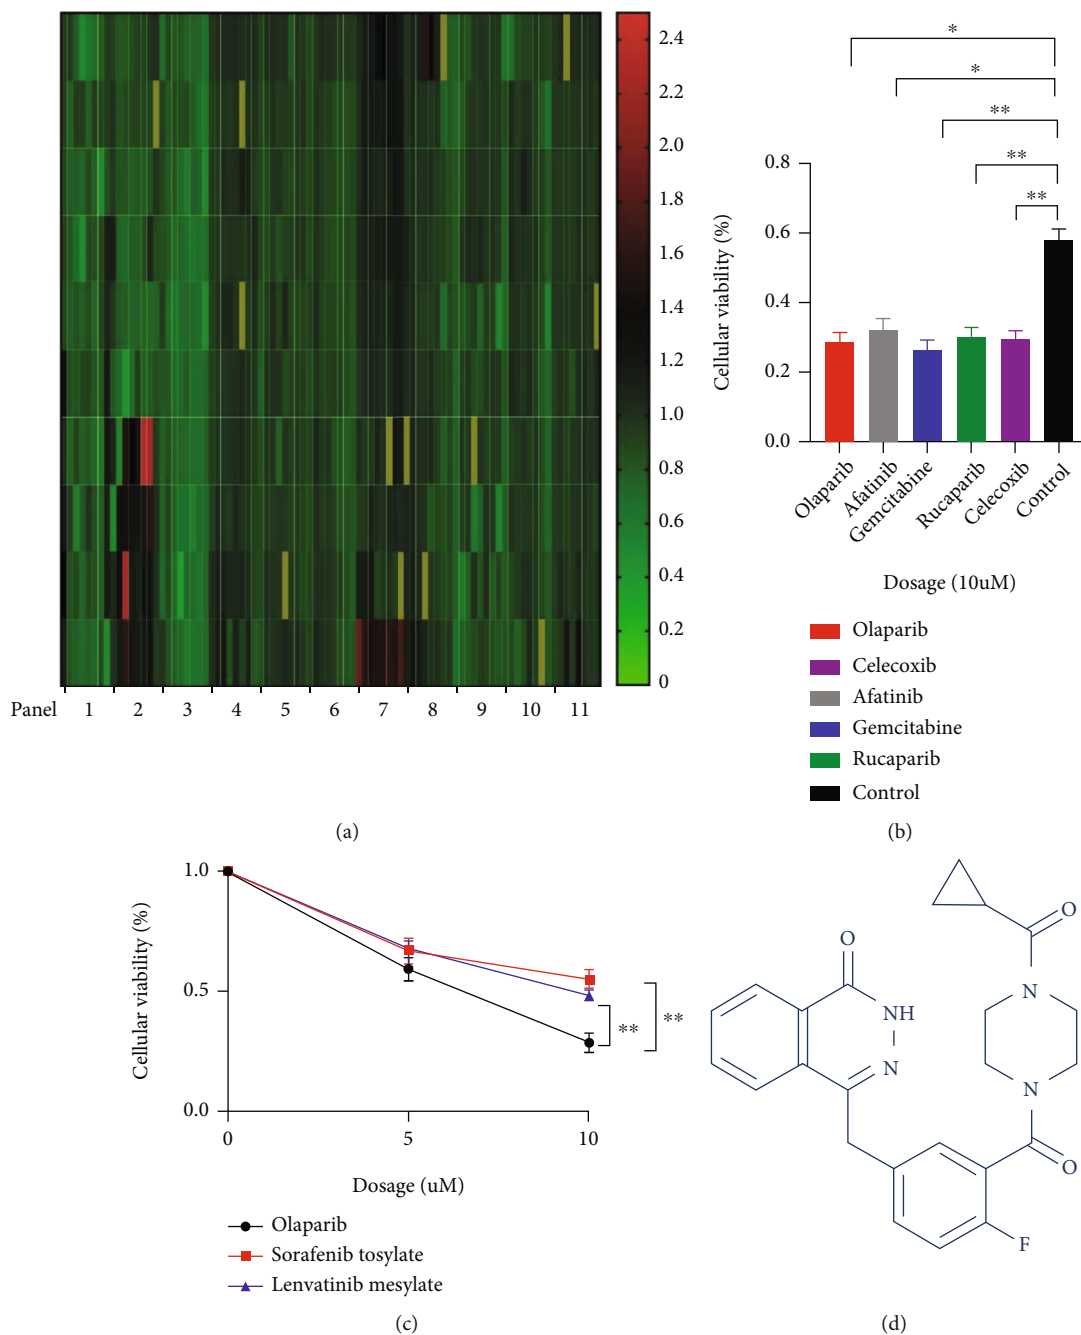 2.4
2.2
2.0
1.8
1.6
1.4
1.2
1.0
0.8
0.6
0.4
0.2
0
Panel 1 2 3 4 5 6 7 8 9 10 11
(a)
*
*
**
**
**
Cellular viability (%)
0.8
0.6
0.4
0.2
0.0
Olaparib
Afatinib
Gemcitabine
Rucaparib
Celecoxib
Control
Dosage (10uM)
Olaparib
Celecoxib
Afatinib
Gemcitabine
Rucaparib
Control
(b)
Cellular viability (%)
1.0
0.5
0.0
**
**
0 5 10
Dosage (uM)
Olaparib
Sorafenib tosylate
Lenvatinib mesylate
(c)
O
O
N
NH
N
N
O
F
(d)